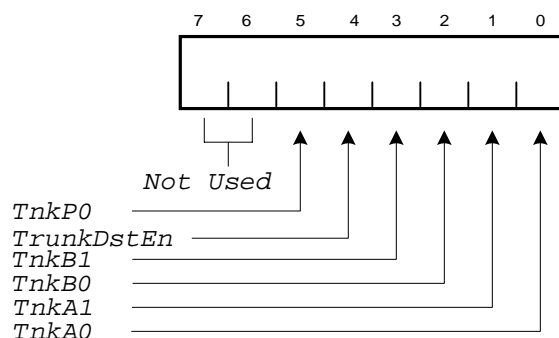 7 6 5 4 3 2 1 0
Not Used
TnkP0
TrunkDstEn
TnkB1
TnkB0
TnkA1
TnkA0